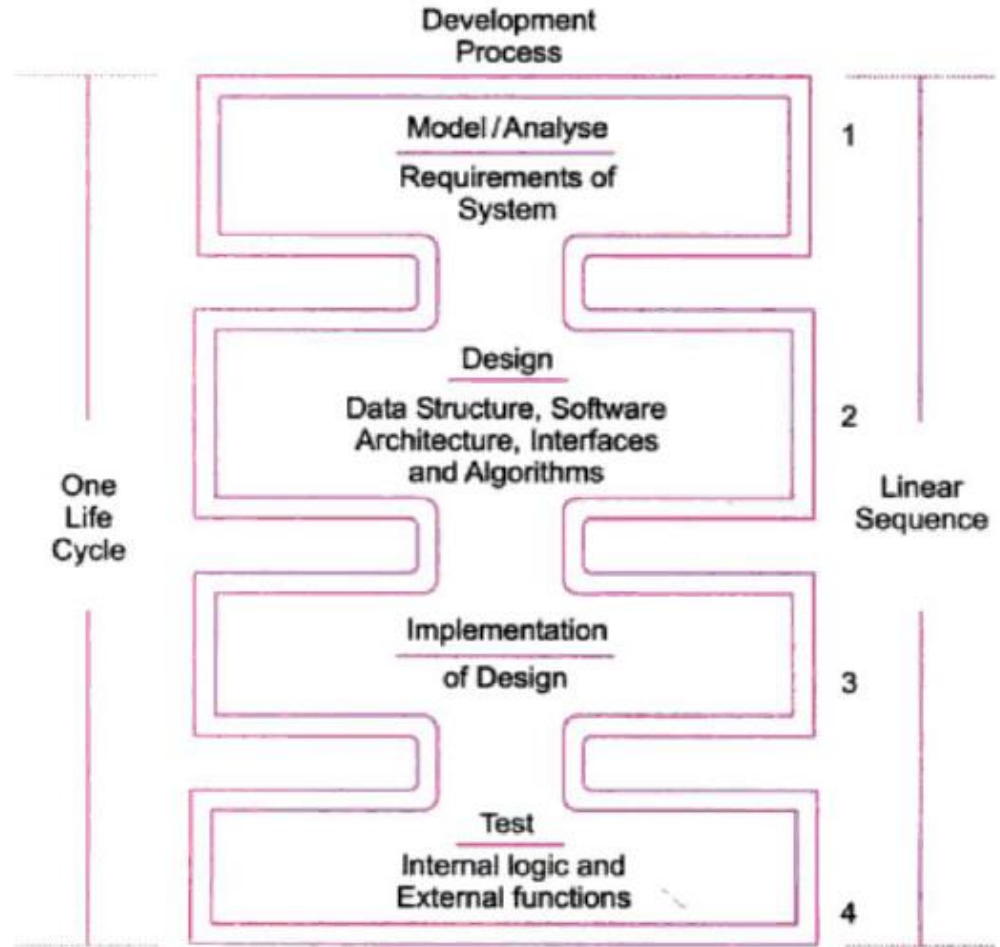 Development
Process
Model/Analyse
1
Requirements of
System
Design
Data Structure, Software
2
Architecture, Interfaces
and Algorithms
One
Life
Cycle
Linear
Sequence
Implementation
of Design
3
Test
Internal logic and
External functions
4